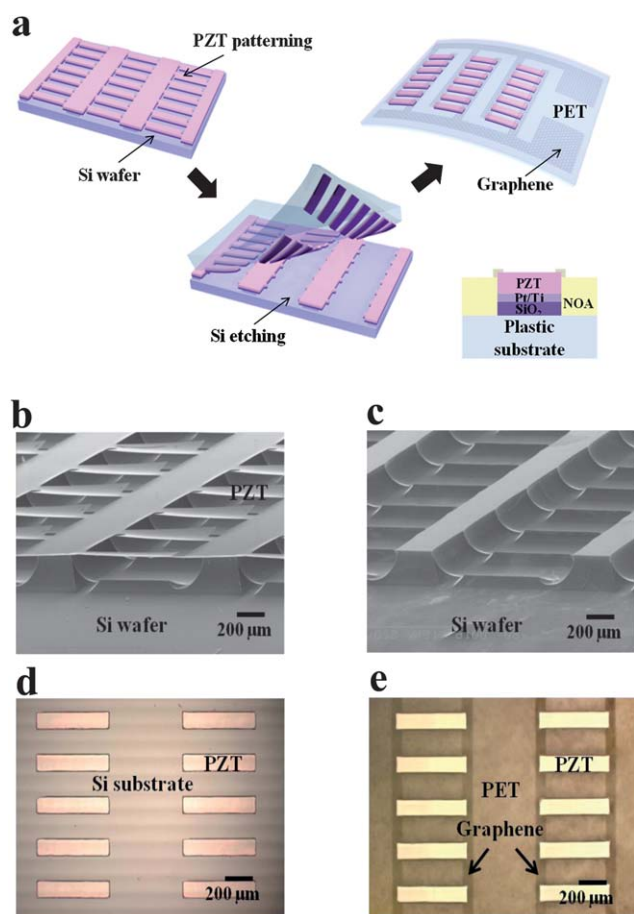 a
PZT patterning
Si wafer
PET
Graphene
Si etching
PZT
Pt/Ti
SiO₂
NOA
Plastic
substrate
b
PZT
Si wafer
200 μm
c
Si wafer
200 μm
d
PZT
Si substrate
200 μm
e
PZT
PET
Graphene
200 μm